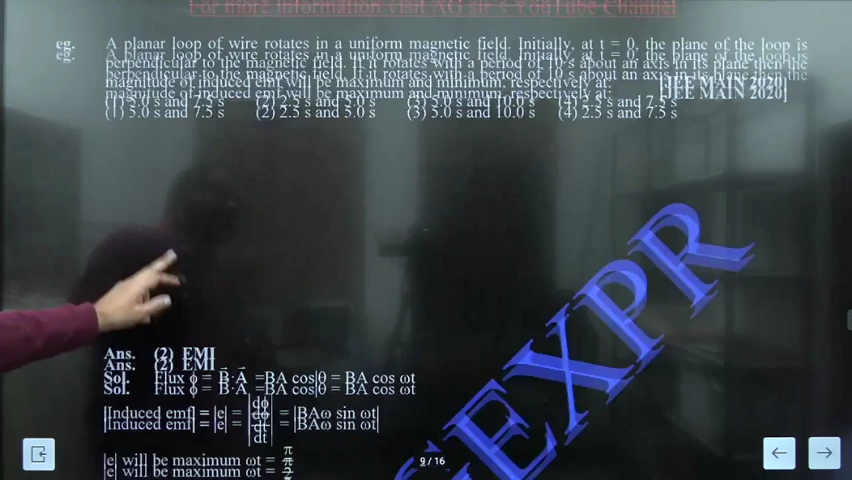 For more information visit AG sir's YouTube Channel
eg. A planar loop of wire rotates in a uniform magnetic field. Initially, at t = 0, the plane of the loop is
perpendicular to the magnetic field. If it rotates with a period of 10 s about an axis in its plane then the
magnitude of induced emf will be maximum and minimum, respectively at: [JEE MAIN 2020]
(1) 5.0 s and 7.5 s (2) 2.5 s and 5.0 s (3) 5.0 s and 10.0 s (4) 2.5 s and 7.5 s
EXPR
Ans. (2) EMI
Sol. Flux ϕ = B⃗·A⃗ =BA cosθ = BA cos ωt
|Induced emf| = |e| = |dϕ/dt| = |BAω sin ωt|
|e| will be maximum ωt = π/2
9 / 16